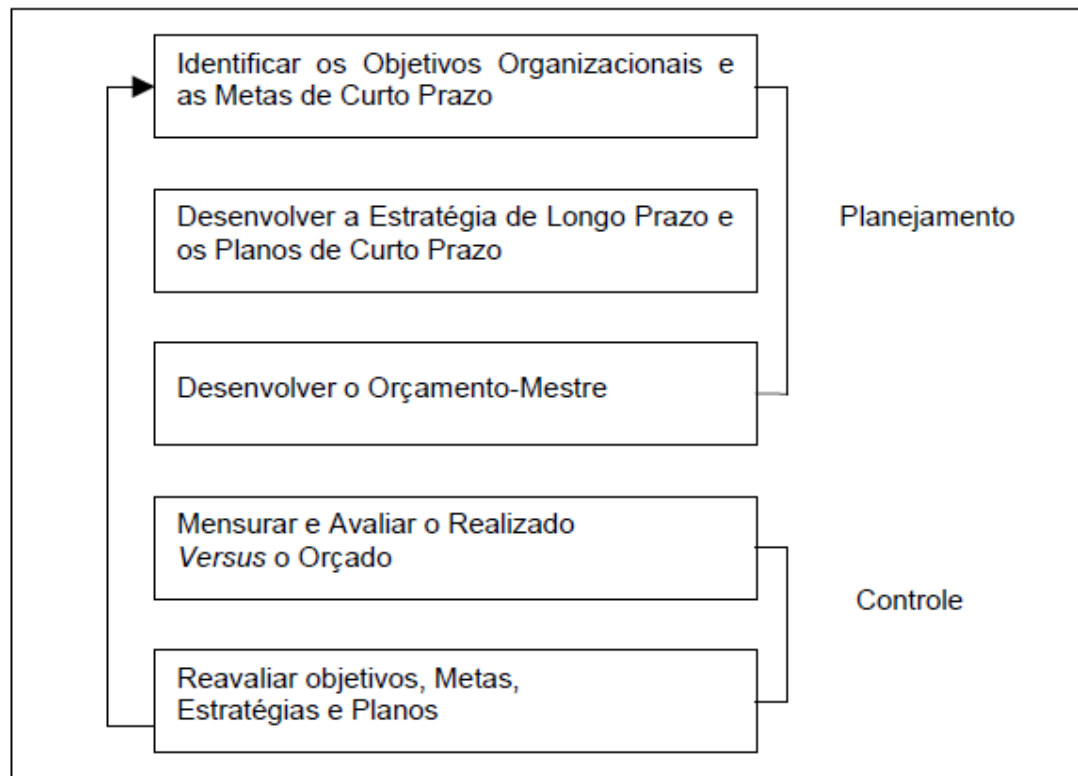 Identificar os Objetivos Organizacionais e
as Metas de Curto Prazo
Desenvolver a Estratégia de Longo Prazo e
os Planos de Curto Prazo
Planejamento
Desenvolver o Orçamento-Mestre
Mensurar e Avaliar o Realizado
Versus o Orçado
Controle
Reavaliar objetivos, Metas,
Estratégias e Planos